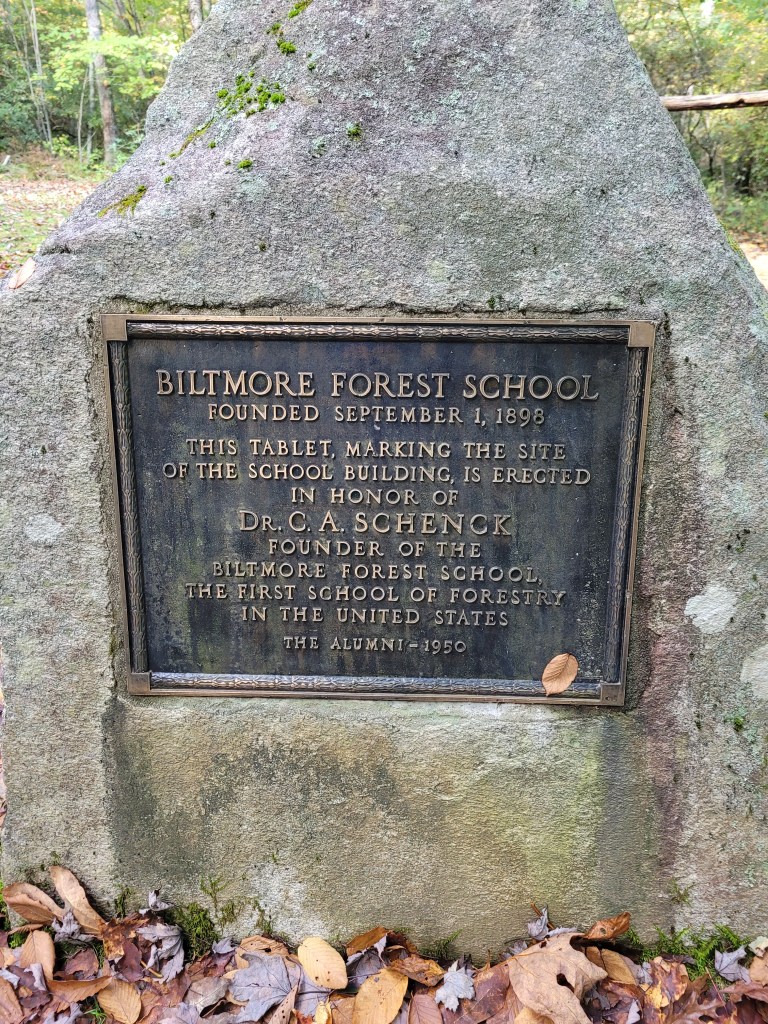 BILTMORE FOREST SCHOOL
FOUNDED SEPTEMBER 1, 1898
THIS TABLET, MARKING THE SITE
OF THE SCHOOL BUILDING, IS ERECTED
IN HONOR OF
DR. C. A. SCHENCK
FOUNDER OF THE
BILTMORE FOREST SCHOOL,
THE FIRST SCHOOL OF FORESTRY
IN THE UNITED STATES
THE ALUMNI - 1950